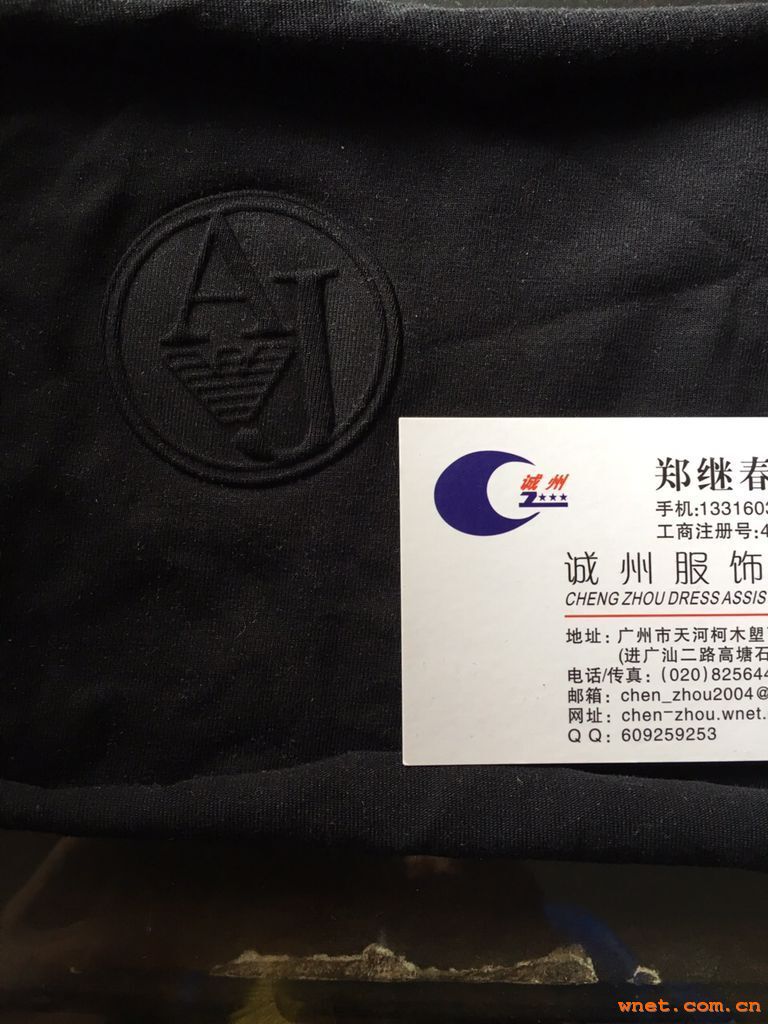 AJ
诚州
Z★★★
郑继春
手机:1331603
工商注册号:4
诚州服饰
CHENG ZHOU DRESS ASSIS
地址：广州市天河柯木塱
(进广汕二路高塘石
电话/传真：(020)825644
邮箱：chen_zhou2004@
网址：chen-zhou.wnet.
QQ：609259253
wnet.com.cn